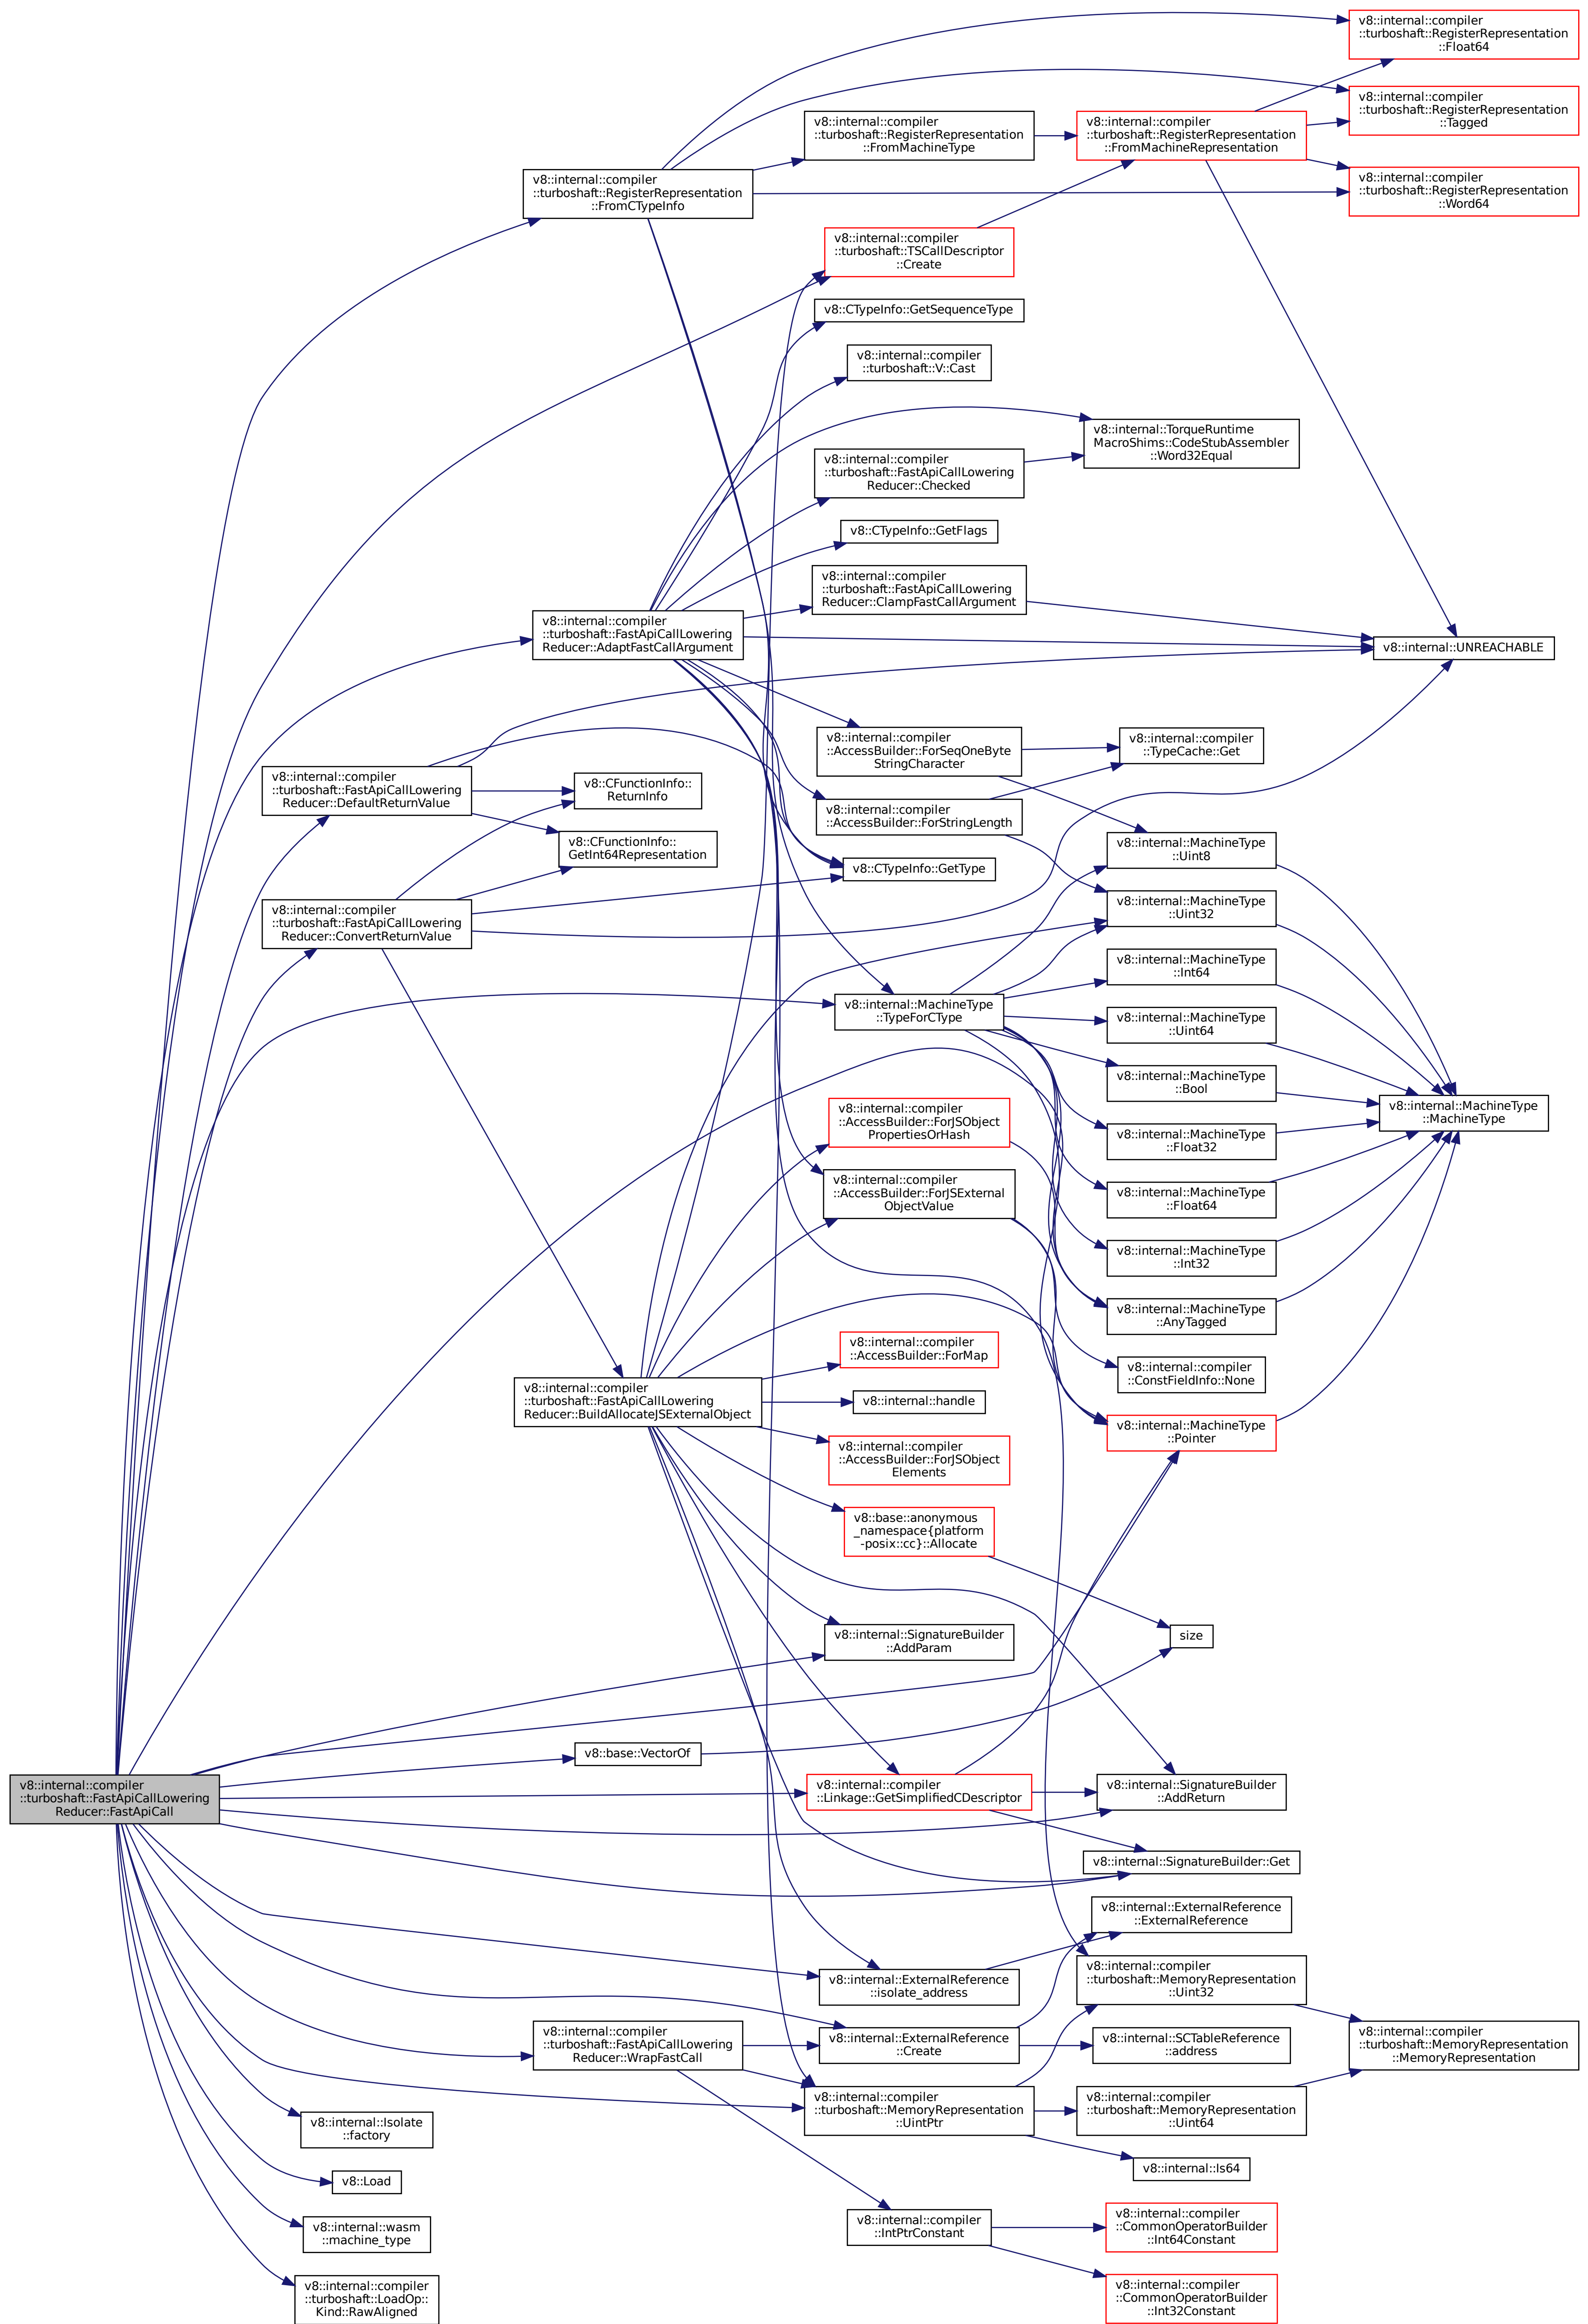 v8::internal::compiler
::turboshaft::RegisterRepresentation
::Float64
v8::internal::compiler
::turboshaft::RegisterRepresentation
::Tagged
v8::internal::compiler
::turboshaft::RegisterRepresentation
::FromMachineType
v8::internal::compiler
::turboshaft::RegisterRepresentation
::FromMachineRepresentation
v8::internal::compiler
::turboshaft::RegisterRepresentation
::Word64
v8::internal::compiler
::turboshaft::RegisterRepresentation
::FromCTypeInfo
v8::internal::compiler
::turboshaft::TSCallDescriptor
::Create
v8::CTypeInfo::GetSequenceType
v8::internal::compiler
::turboshaft::V::Cast
v8::internal::TorqueRuntime
MacroShims::CodeStubAssembler
::Word32Equal
v8::internal::compiler
::turboshaft::FastApiCallLowering
Reducer::Checked
v8::CTypeInfo::GetFlags
v8::internal::compiler
::turboshaft::FastApiCallLowering
Reducer::ClampFastCallArgument
v8::internal::compiler
::turboshaft::FastApiCallLowering
Reducer::AdaptFastCallArgument
v8::internal::UNREACHABLE
v8::internal::compiler
::AccessBuilder::ForSeqOneByte
StringCharacter
v8::internal::compiler
::TypeCache::Get
v8::internal::compiler
::turboshaft::FastApiCallLowering
Reducer::DefaultReturnValue
v8::CFunctionInfo::
ReturnInfo
v8::internal::compiler
::AccessBuilder::ForStringLength
v8::CFunctionInfo::
GetInt64Representation
v8::internal::MachineType
::Uint8
v8::CTypeInfo::GetType
v8::internal::compiler
::turboshaft::FastApiCallLowering
Reducer::ConvertReturnValue
v8::internal::MachineType
::Uint32
v8::internal::MachineType
::Int64
v8::internal::MachineType
::TypeForCType
v8::internal::MachineType
::Uint64
v8::internal::MachineType
::Bool
v8::internal::MachineType
::MachineType
v8::internal::compiler
::AccessBuilder::ForJSObject
PropertiesOrHash
v8::internal::MachineType
::Float32
v8::internal::compiler
::AccessBuilder::ForJSExternal
ObjectValue
v8::internal::MachineType
::Float64
v8::internal::MachineType
::Int32
v8::internal::MachineType
::AnyTagged
v8::internal::compiler
::AccessBuilder::ForMap
v8::internal::compiler
::ConstFieldInfo::None
v8::internal::compiler
::turboshaft::FastApiCallLowering
Reducer::BuildAllocateJSExternalObject
v8::internal::handle
v8::internal::MachineType
::Pointer
v8::internal::compiler
::AccessBuilder::ForJSObject
Elements
v8::base::anonymous
_namespace{platform
-posix::cc}::Allocate
v8::internal::SignatureBuilder
::AddParam
size
v8::base::VectorOf
v8::internal::compiler
::turboshaft::FastApiCallLowering
Reducer::FastApiCall
v8::internal::compiler
::Linkage::GetSimplifiedCDescriptor
v8::internal::SignatureBuilder
::AddReturn
v8::internal::SignatureBuilder::Get
v8::internal::ExternalReference
::ExternalReference
v8::internal::ExternalReference
::isolate_address
v8::internal::compiler
::turboshaft::MemoryRepresentation
::Uint32
v8::internal::compiler
::turboshaft::FastApiCallLowering
Reducer::WrapFastCall
v8::internal::ExternalReference
::Create
v8::internal::SCTableReference
::address
v8::internal::compiler
::turboshaft::MemoryRepresentation
::MemoryRepresentation
v8::internal::compiler
::turboshaft::MemoryRepresentation
::UintPtr
v8::internal::compiler
::turboshaft::MemoryRepresentation
::Uint64
v8::internal::Isolate
::factory
v8::internal::Is64
v8::Load
v8::internal::compiler
::IntPtrConstant
v8::internal::compiler
::CommonOperatorBuilder
::Int64Constant
v8::internal::wasm
::machine_type
v8::internal::compiler
::turboshaft::LoadOp::
Kind::RawAligned
v8::internal::compiler
::CommonOperatorBuilder
::Int32Constant